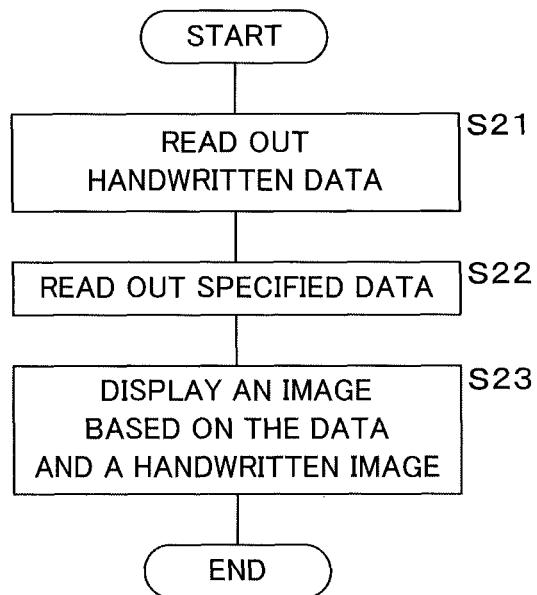 START
S21
READ OUT
HANDWRITTEN DATA
S22
READ OUT SPECIFIED DATA
S23
DISPLAY AN IMAGE
BASED ON THE DATA
AND A HANDWRITTEN IMAGE
END